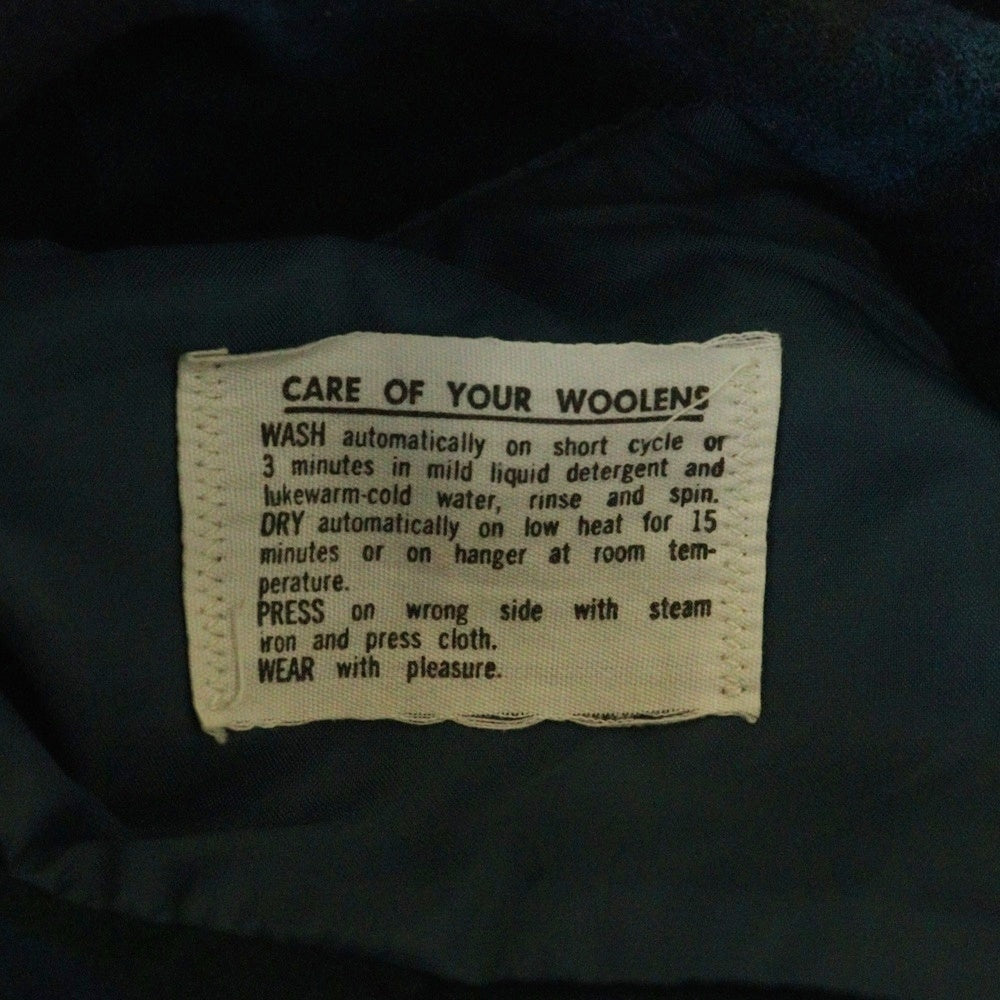 CARE OF YOUR WOOLENS
WASH automatically on short cycle or
3 minutes in mild liquid detergent and
lukewarm-cold water, rinse and spin.
DRY automatically on low heat for 15
minutes or on hanger at room tem-
perature.
PRESS on wrong side with steam
iron and press cloth.
WEAR with pleasure.